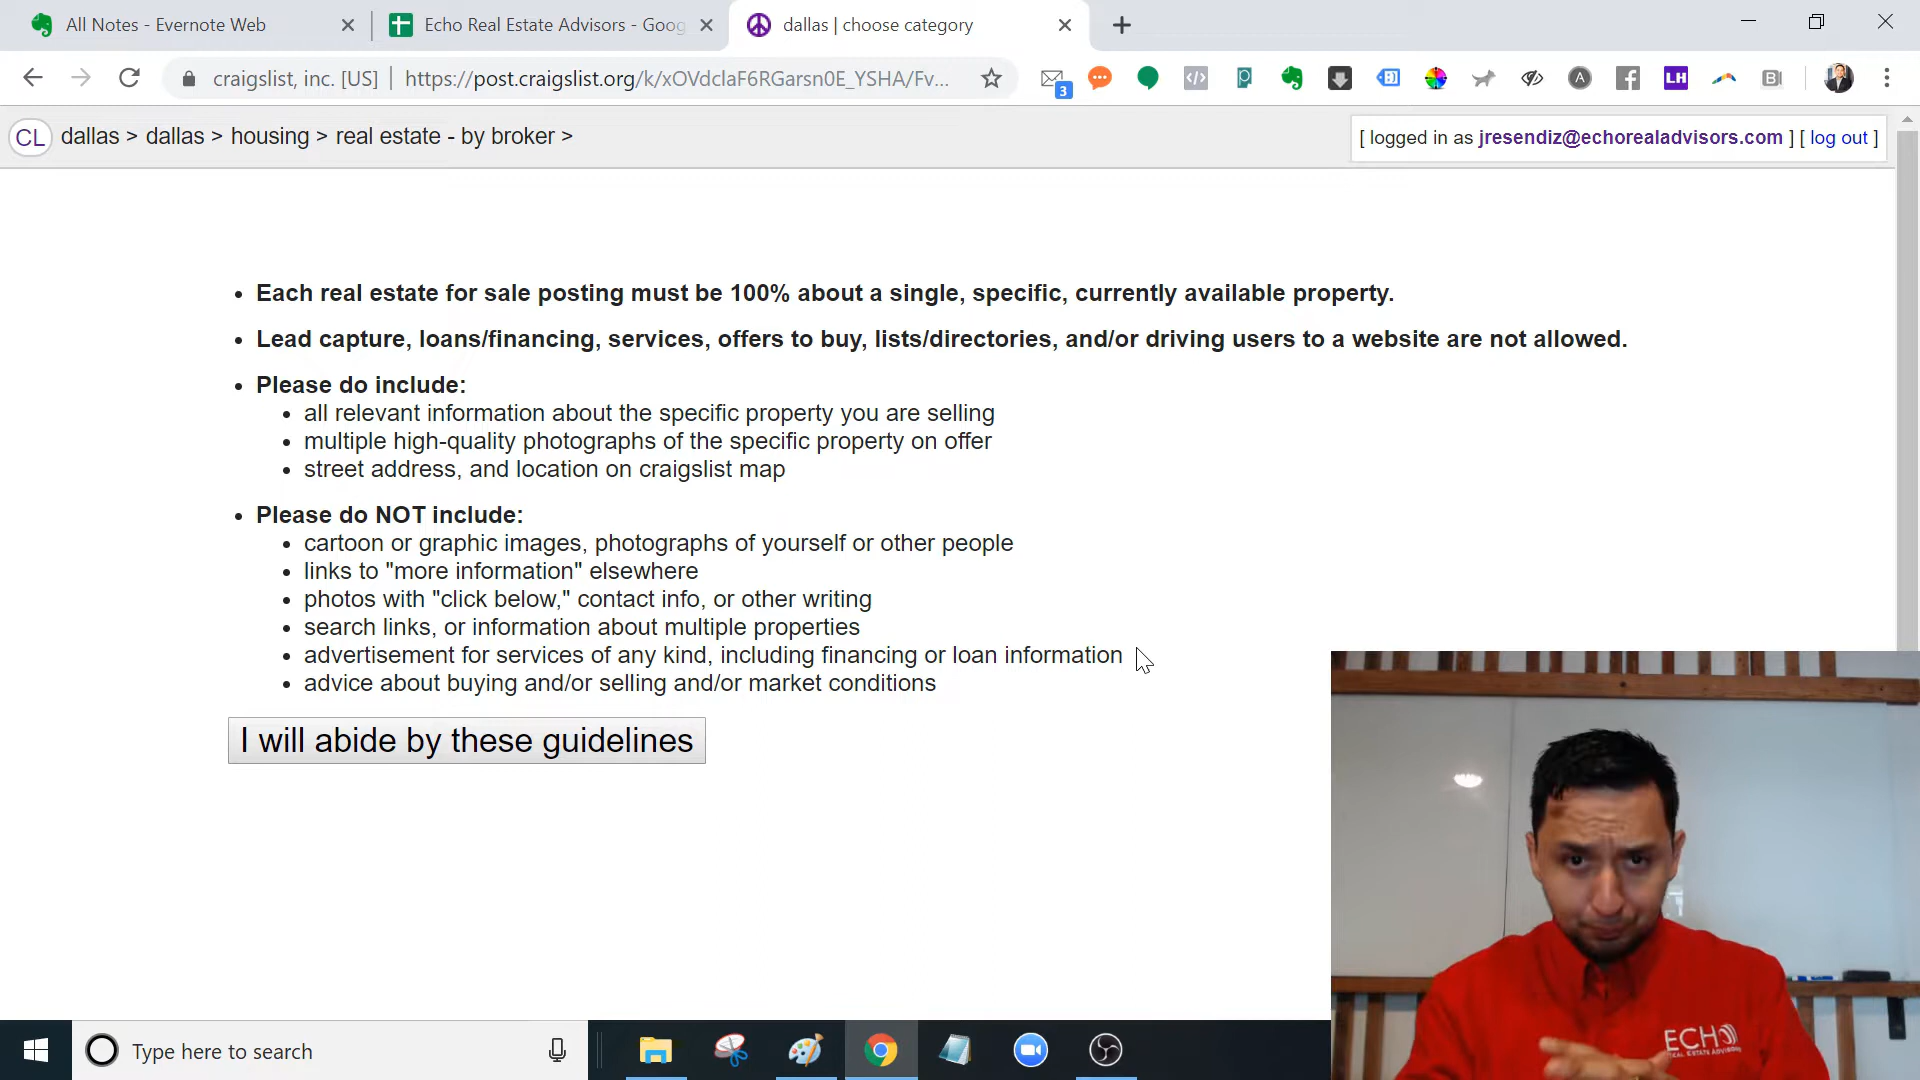 All Notes - Evernote Web
Echo Real Estate Advisors - Goog
dallas | choose category
craigslist, inc. [US] | https://post.craigslist.org/k/xOVdclaF6RGarsn0E_YSHA/Fv...
3
LH
CL dallas > dallas > housing > real estate - by broker >
[ logged in as jresendiz@echorealadvisors.com ] [ log out ]
• Each real estate for sale posting must be 100% about a single, specific, currently available property.
• Lead capture, loans/financing, services, offers to buy, lists/directories, and/or driving users to a website are not allowed.
• Please do include:
• all relevant information about the specific property you are selling
• multiple high-quality photographs of the specific property on offer
• street address, and location on craigslist map
• Please do NOT include:
• cartoon or graphic images, photographs of yourself or other people
• links to "more information" elsewhere
• photos with "click below," contact info, or other writing
• search links, or information about multiple properties
• advertisement for services of any kind, including financing or loan information
• advice about buying and/or selling and/or market conditions
I will abide by these guidelines
ECHO
REAL ESTATE ADVISORS
Type here to search